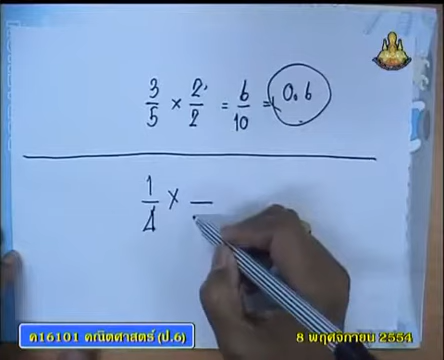 3/5 × 2/2 = 6/10 = 0.6
1/4 × —
ค16101 คณิตศาสตร์ (ป.6)
8 พฤศจิกายน 2554